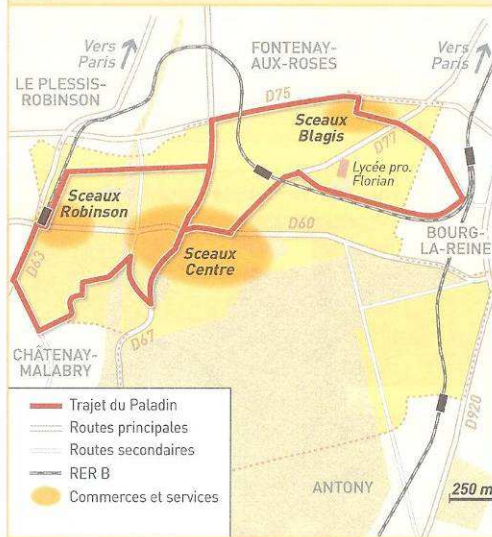 Vers
Paris
FONTENAY-
AUX-ROSES
Vers
Paris
LE PLESSIS-
ROBINSON
D75
Sceaux
Blagis
D77
Lycée pro.
Florian
Sceaux
Robinson
D60
BOURG-
LA-REINE
Sceaux
Centre
D63
CHÂTENAY-
MALABRY
D67
D920
Trajet du Paladin
Routes principales
Routes secondaires
RER B
Commerces et services
ANTONY
250 m